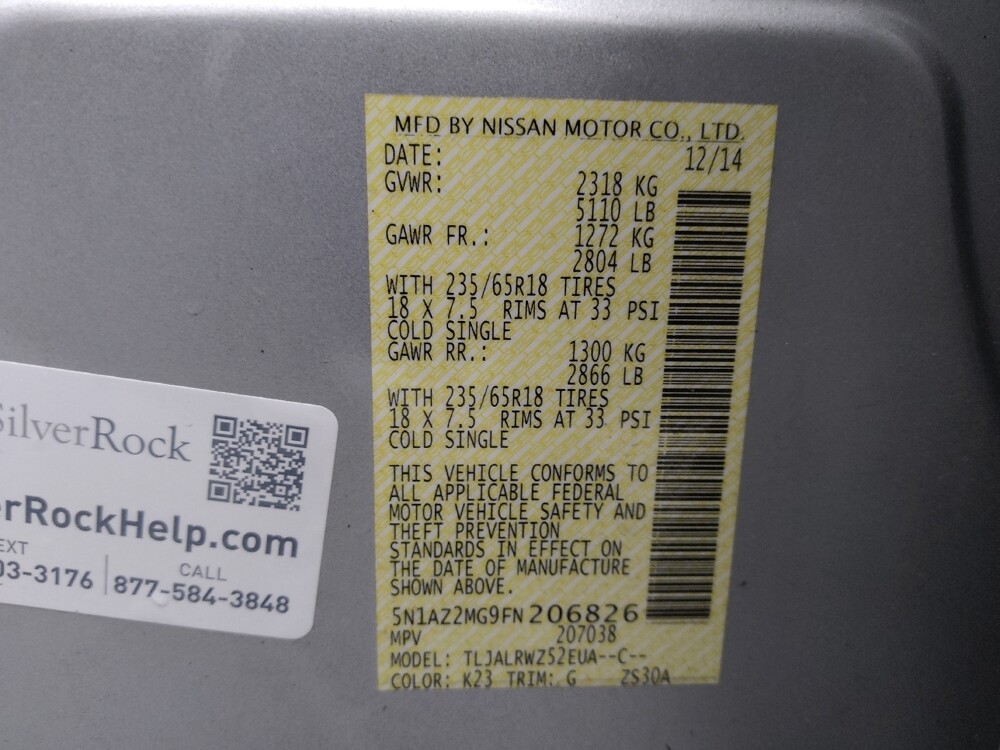 MFD BY NISSAN MOTOR CO., LTD.
DATE: 12/14
GVWR: 2318 KG
5110 LB
GAWR FR.: 1272 KG
2804 LB
WITH 235/65R18 TIRES
18 X 7.5 RIMS AT 33 PSI
COLD SINGLE
GAWR RR.: 1300 KG
2866 LB
WITH 235/65R18 TIRES
18 X 7.5 RIMS AT 33 PSI
COLD SINGLE
THIS VEHICLE CONFORMS TO
ALL APPLICABLE FEDERAL
MOTOR VEHICLE SAFETY AND
THEFT PREVENTION
STANDARDS IN EFFECT ON
THE DATE OF MANUFACTURE
SHOWN ABOVE.
5N1AZ2MG9FN206826
MPV 207038
MODEL: TLJALRWZ52EUA--C--
COLOR: K23 TRIM: G ZS30A
SilverRock
erRockHelp.com
EXT
03-3176
CALL
877-584-3848